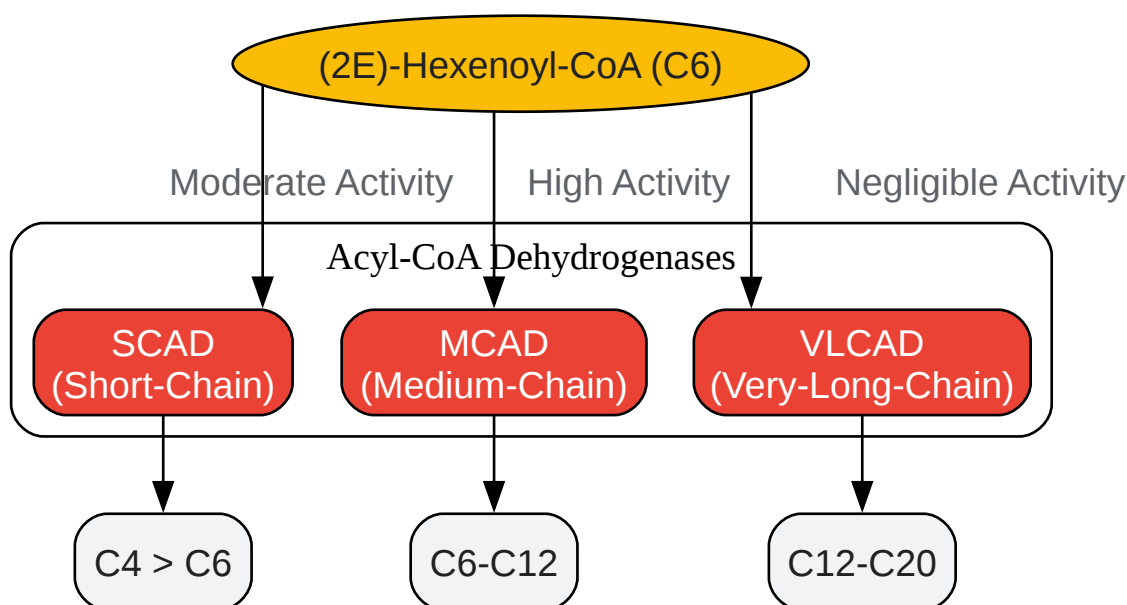 (2E)-Hexenoyl-CoA (C6)
Moderate Activity
High Activity
Negligible Activity
Acyl-CoA Dehydrogenases
SCAD
(Short-Chain)
MCAD
(Medium-Chain)
VLCAD
(Very-Long-Chain)
C4 > C6
C6-C12
C12-C20